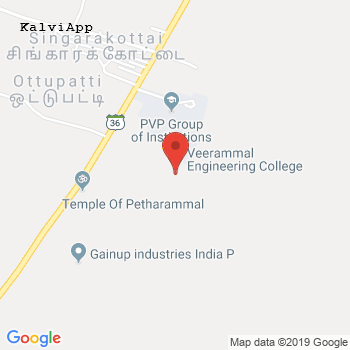 KalviApp
Singarakottai
சிங்காரக்கோட்டை
Ottupatti
ஒட்டுபட்டி
PVP Group
of Institutions
36
Veerammal
Engineering College
Temple Of Petharammal
Gainup industries India P
Google
Map data ©2019 Google